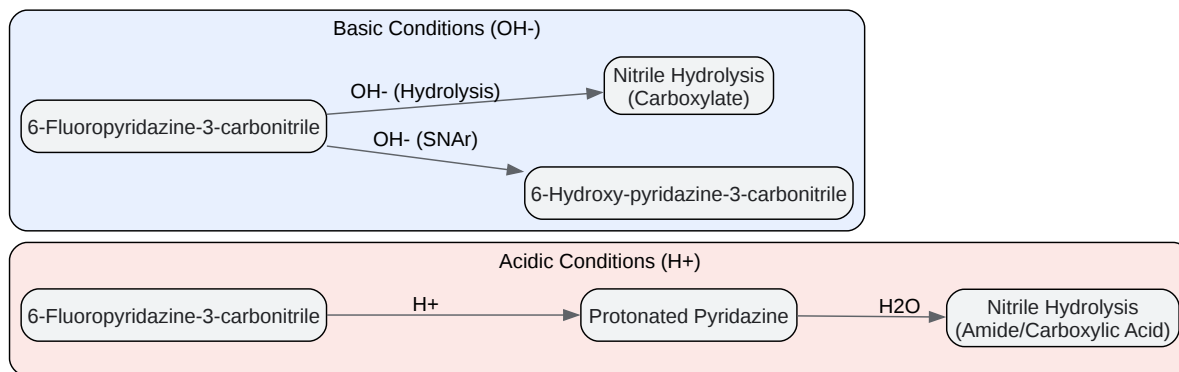 Basic Conditions (OH-)
Nitrile Hydrolysis
(Carboxylate)
OH- (Hydrolysis)
6-Fluoropyridazine-3-carbonitrile
OH- (SNAr)
6-Hydroxy-pyridazine-3-carbonitrile
Acidic Conditions (H+)
6-Fluoropyridazine-3-carbonitrile
H+
Protonated Pyridazine
H2O
Nitrile Hydrolysis
(Amide/Carboxylic Acid)